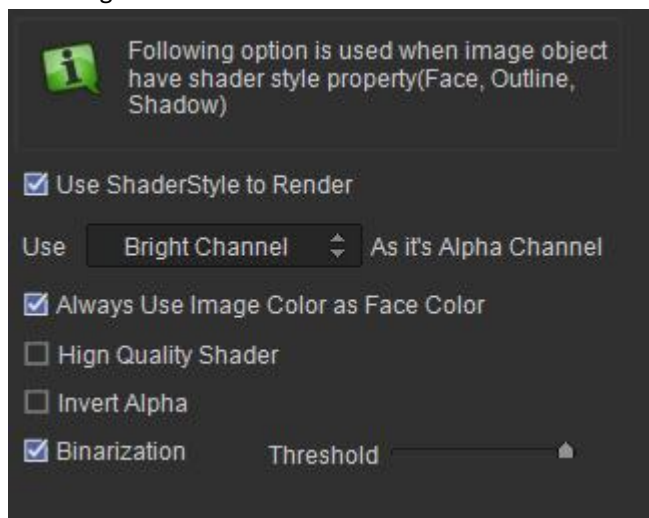 Following option is used when image object
have shader style property(Face, Outline,
Shadow)
Use ShaderStyle to Render
Use Bright Channel As it's Alpha Channel
Always Use Image Color as Face Color
Hign Quality Shader
Invert Alpha
Binarization Threshold